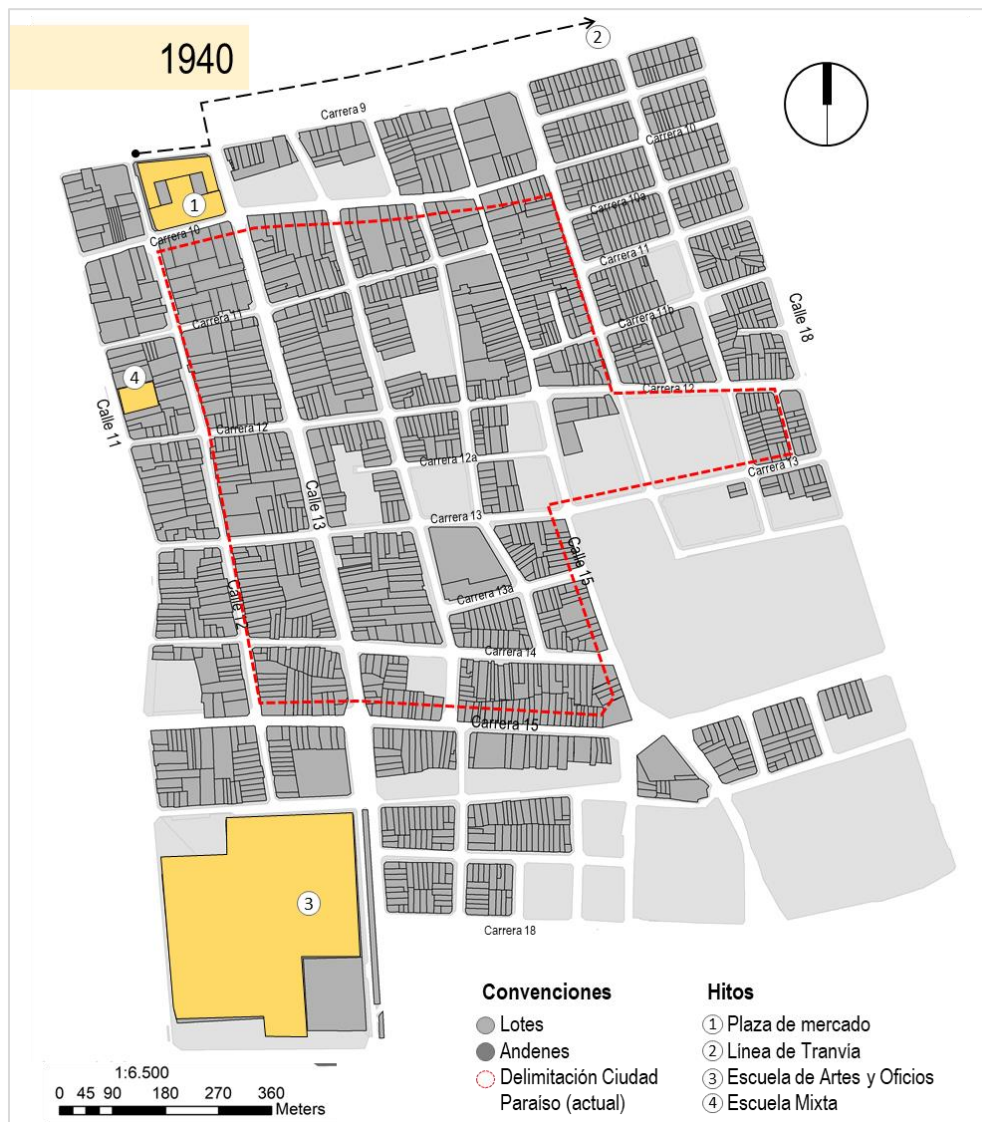 1940
2
Carrera 9
Carrera 10
1
Carrera 10a
Carrera 10
Carrera 11
Carrera 11
Carrera 11b
Calle 18
4
Carrera 12
Calle 11
Carrera 12
Carrera 12a
Carrera 13
Calle 13
Carrera 13
Calle 15
Carrera 13a
Calle 12
Carrera 14
Carrera 15
3
Carrera 18
Convenciones
Lotes
Andenes
Delimitación Ciudad
Paraíso (actual)
Hitos
1 Plaza de mercado
2 Línea de Tranvía
3 Escuela de Artes y Oficios
4 Escuela Mixta
1:6.500
0 45 90 180 270 360
Meters